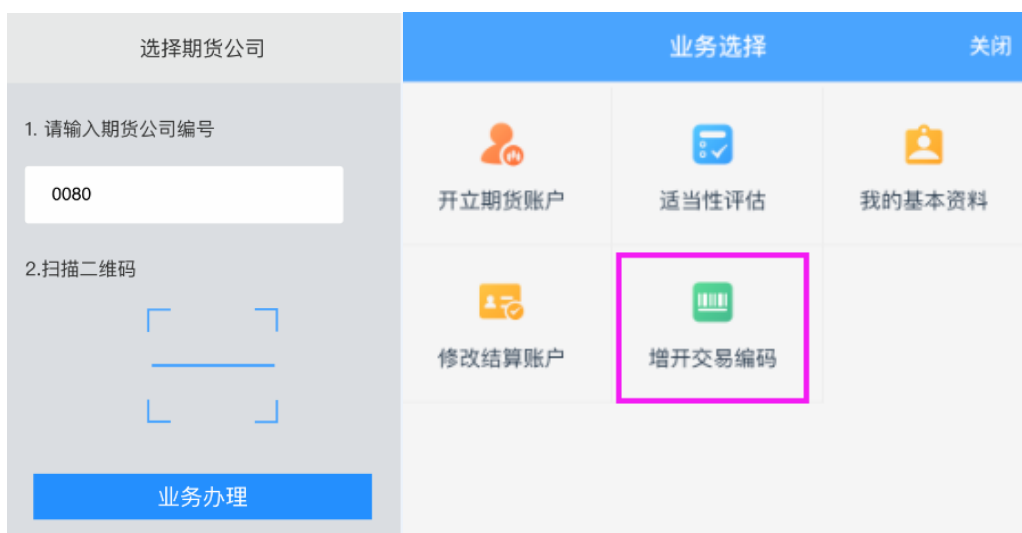 选择期货公司
1. 请输入期货公司编号
0080
2.扫描二维码
业务办理
业务选择
关闭
开立期货账户
适当性评估
我的基本资料
修改结算账户
增开交易编码